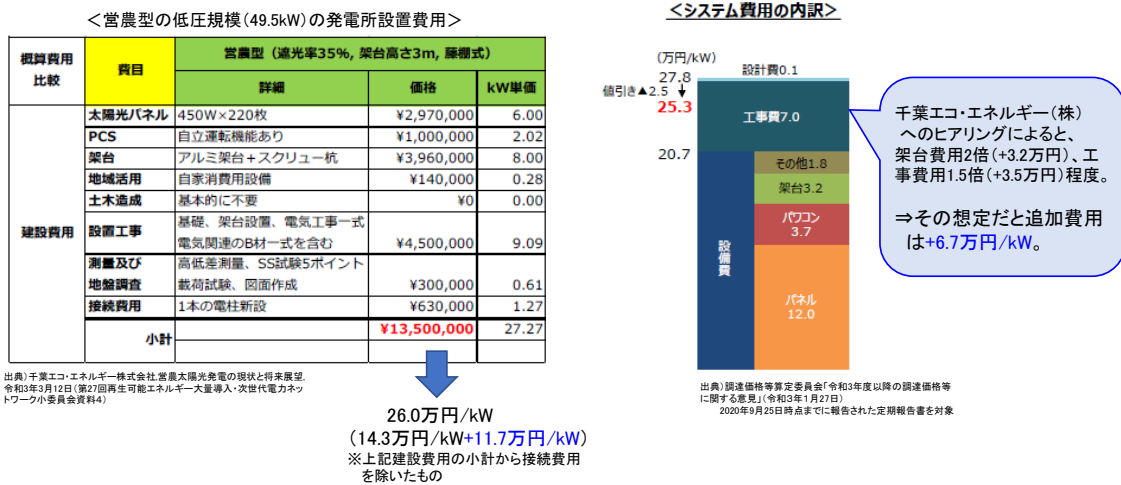 ＜営農型の低圧規模(49.5kW)の発電所設置費用＞
概算費用
比較
費目
営農型（遮光率35%, 架台高さ3m, 藤棚式）
詳細 価格 kW単価
建設費用
太陽光パネル 450W×220枚 ¥2,970,000 6.00
PCS 自立運転機能あり ¥1,000,000 2.02
架台 アルミ架台＋スクリュー杭 ¥3,960,000 8.00
地域活用 自家消費用設備 ¥140,000 0.28
土木造成 基本的に不要 ¥0 0.00
設置工事 基礎、架台設置、電気工事一式
電気関連のB材一式を含む ¥4,500,000 9.09
測量及び 高低差測量、SS試験5ポイント
地盤調査 載荷試験、図面作成 ¥300,000 0.61
接続費用 1本の電柱新設 ¥630,000 1.27
小計 ¥13,500,000 27.27
出典)千葉エコ・エネルギー株式会社,営農太陽光発電の現状と将来展望,
令和3年3月12日(第27回再生可能エネルギー大量導入・次世代電力ネッ
トワーク小委員会資料4)
26.0万円/kW
(14.3万円/kW+11.7万円/kW)
※上記建設費用の小計から接続費用
を除いたもの
＜システム費用の内訳＞
(万円/kW)
27.8
設計費0.1
値引き▲2.5
25.3
工事費7.0
20.7
その他1.8
架台3.2
パワコン
3.7
設備費
パネル
12.0
千葉エコ・エネルギー(株)
へのヒアリングによると、
架台費用2倍(+3.2万円)、工
事費用1.5倍(+3.5万円)程度。
⇒その想定だと追加費用
は+6.7万円/kW。
出典)調達価格等算定委員会「令和3年度以降の調達価格等
に関する意見」(令和3年1月27日)
2020年9月25日時点までに報告された定期報告書を対象